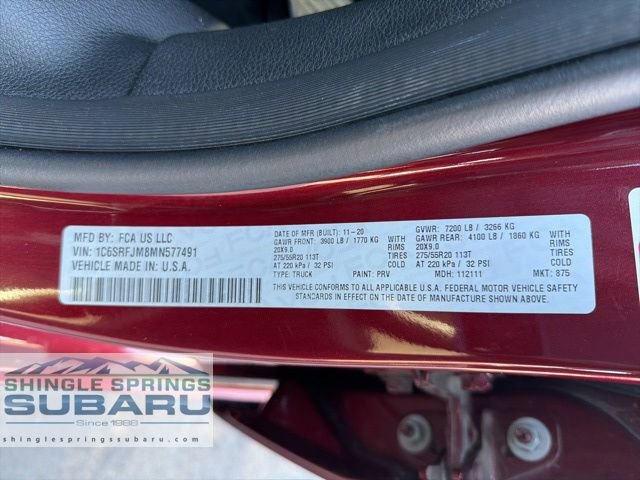 MFD BY: FCA US LLC
VIN: 1C6SRFJM8MN577491
VEHICLE MADE IN: U.S.A.
DATE OF MFR (BUILT): 11-20
GAWR FRONT: 3900 LB / 1770 KG WITH
20X9.0 RIMS
275/55R20 113T TIRES
AT 220 kPa / 32 PSI COLD
TYPE: TRUCK PAINT: PRV
GVWR: 7200 LB / 3266 KG
GAWR REAR: 4100 LB / 1860 KG WITH
20X9.0 RIMS
275/55R20 113T TIRES
AT 220 kPa / 32 PSI COLD
MDH: 112111 MKT: 875
THIS VEHICLE CONFORMS TO ALL APPLICABLE U.S.A. FEDERAL MOTOR VEHICLE SAFETY
STANDARDS IN EFFECT ON THE DATE OF MANUFACTURE SHOWN ABOVE.
SHINGLE SPRINGS
SUBARU
Since 1988
shinglespringssubaru.com